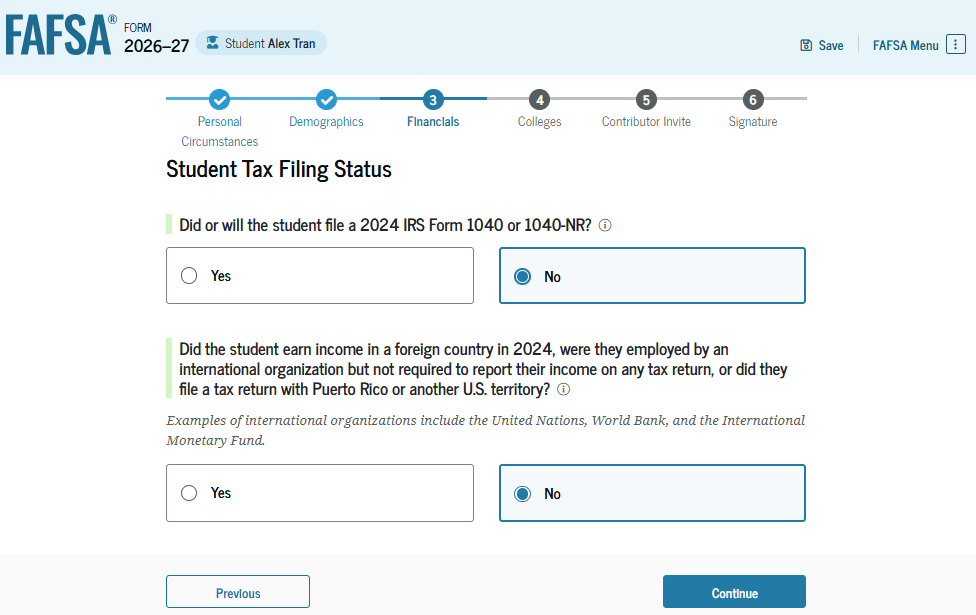 FAFSA®
FORM
2026–27
Student Alex Tran
Save
FAFSA Menu
3
4
5
6
Personal
Circumstances
Demographics
Financials
Colleges
Contributor Invite
Signature
Student Tax Filing Status
Did or will the student file a 2024 IRS Form 1040 or 1040-NR?
Yes
No
Did the student earn income in a foreign country in 2024, were they employed by an
international organization but not required to report their income on any tax return, or did they
file a tax return with Puerto Rico or another U.S. territory?
Examples of international organizations include the United Nations, World Bank, and the International
Monetary Fund.
Yes
No
Previous
Continue